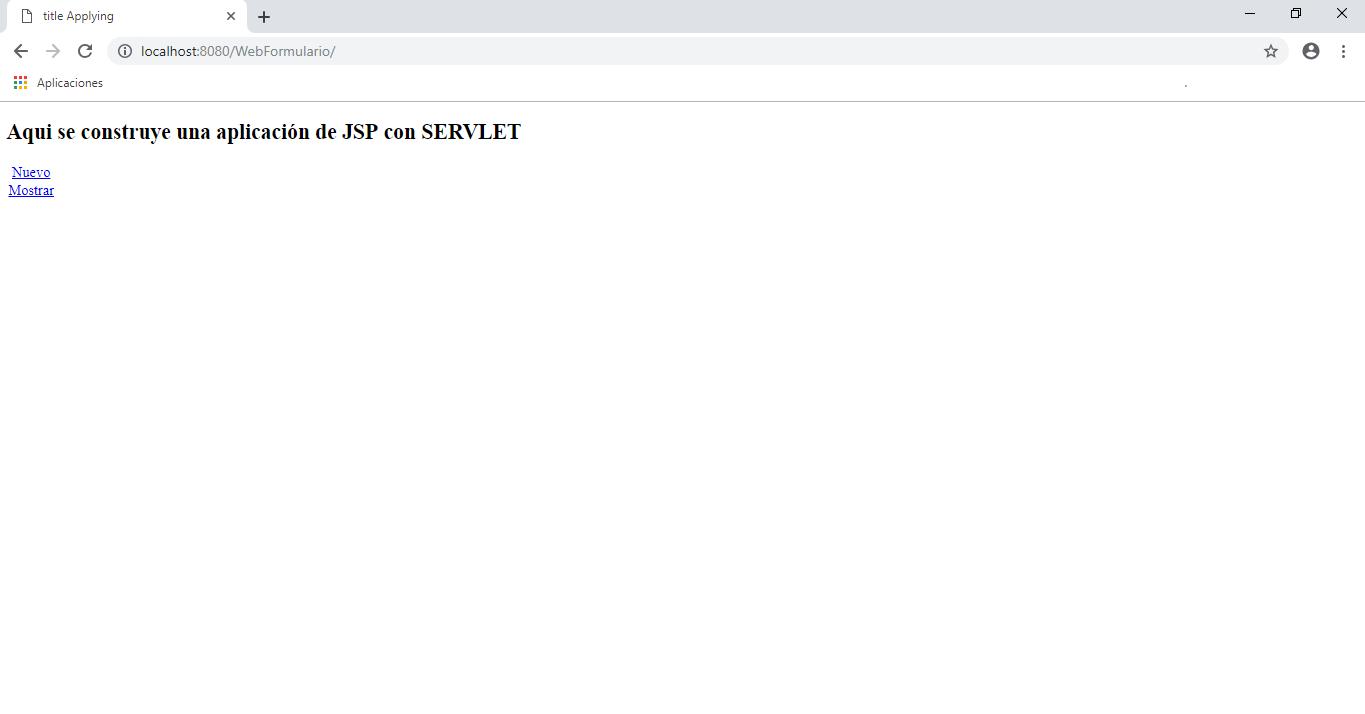 title Applying
localhost:8080/WebFormulario/
Aplicaciones
Aqui se construye una aplicación de JSP con SERVLET
Nuevo
Mostrar